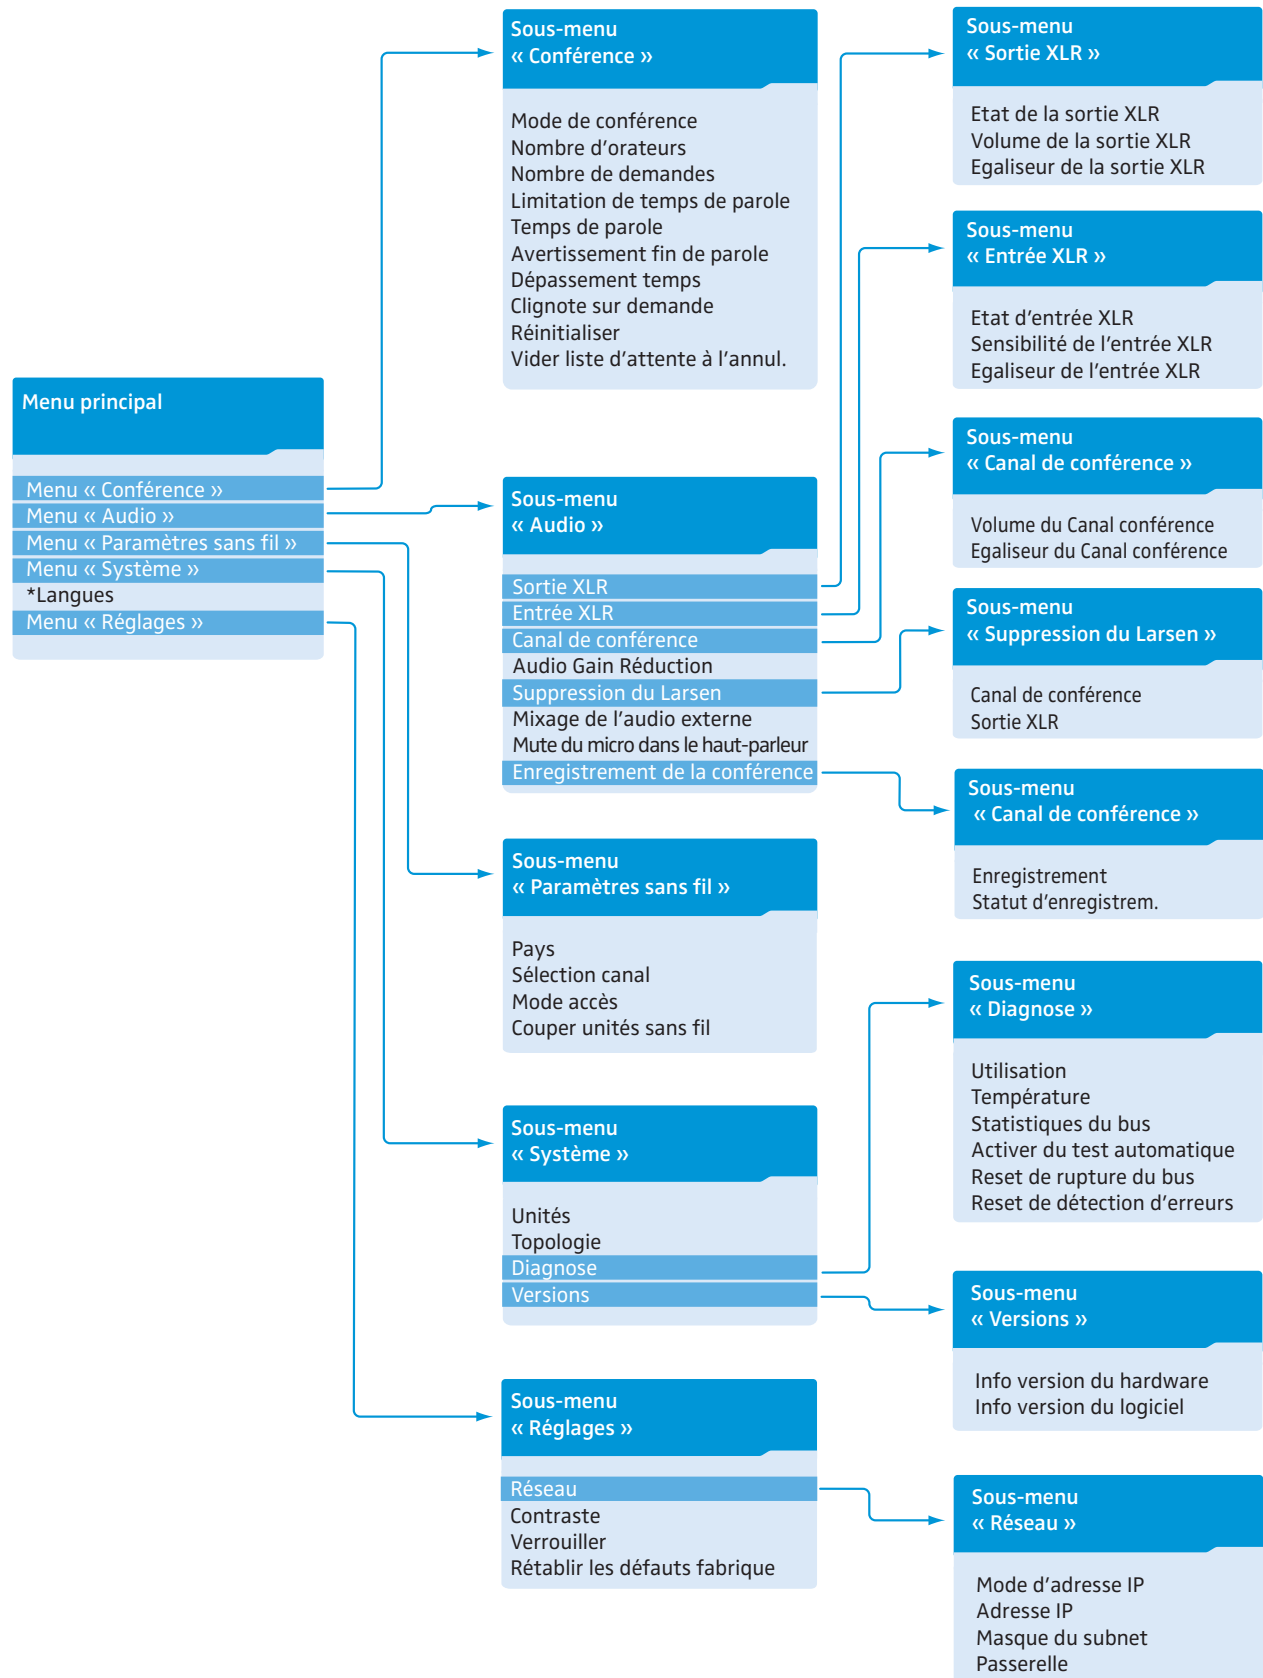 Menu principal
Menu « Conférence »
Menu « Audio »
Menu « Paramètres sans fil »
Menu « Système »
*Langues
Menu « Réglages »
Sous-menu
« Conférence »
Mode de conférence
Nombre d’orateurs
Nombre de demandes
Limitation de temps de parole
Temps de parole
Avertissement fin de parole
Dépassement temps
Clignote sur demande
Réinitialiser
Vider liste d’attente à l’annul.
Sous-menu
« Audio »
Sortie XLR
Entrée XLR
Canal de conférence
Audio Gain Réduction
Suppression du Larsen
Mixage de l’audio externe
Mute du micro dans le haut-parleur
Enregistrement de la conférence
Sous-menu
« Paramètres sans fil »
Pays
Sélection canal
Mode accès
Couper unités sans fil
Sous-menu
« Système »
Unités
Topologie
Diagnose
Versions
Sous-menu
« Réglages »
Réseau
Contraste
Verrouiller
Rétablir les défauts fabrique
Sous-menu
« Sortie XLR »
Etat de la sortie XLR
Volume de la sortie XLR
Egaliseur de la sortie XLR
Sous-menu
« Entrée XLR »
Etat d’entrée XLR
Sensibilité de l’entrée XLR
Egaliseur de l’entrée XLR
Sous-menu
« Canal de conférence »
Volume du Canal conférence
Egaliseur du Canal conférence
Sous-menu
« Suppression du Larsen »
Canal de conférence
Sortie XLR
Sous-menu
« Canal de conférence »
Enregistrement
Statut d’enregistrem.
Sous-menu
« Diagnose »
Utilisation
Température
Statistiques du bus
Activer du test automatique
Reset de rupture du bus
Reset de détection d’erreurs
Sous-menu
« Versions »
Info version du hardware
Info version du logiciel
Sous-menu
« Réseau »
Mode d’adresse IP
Adresse IP
Masque du subnet
Passerelle